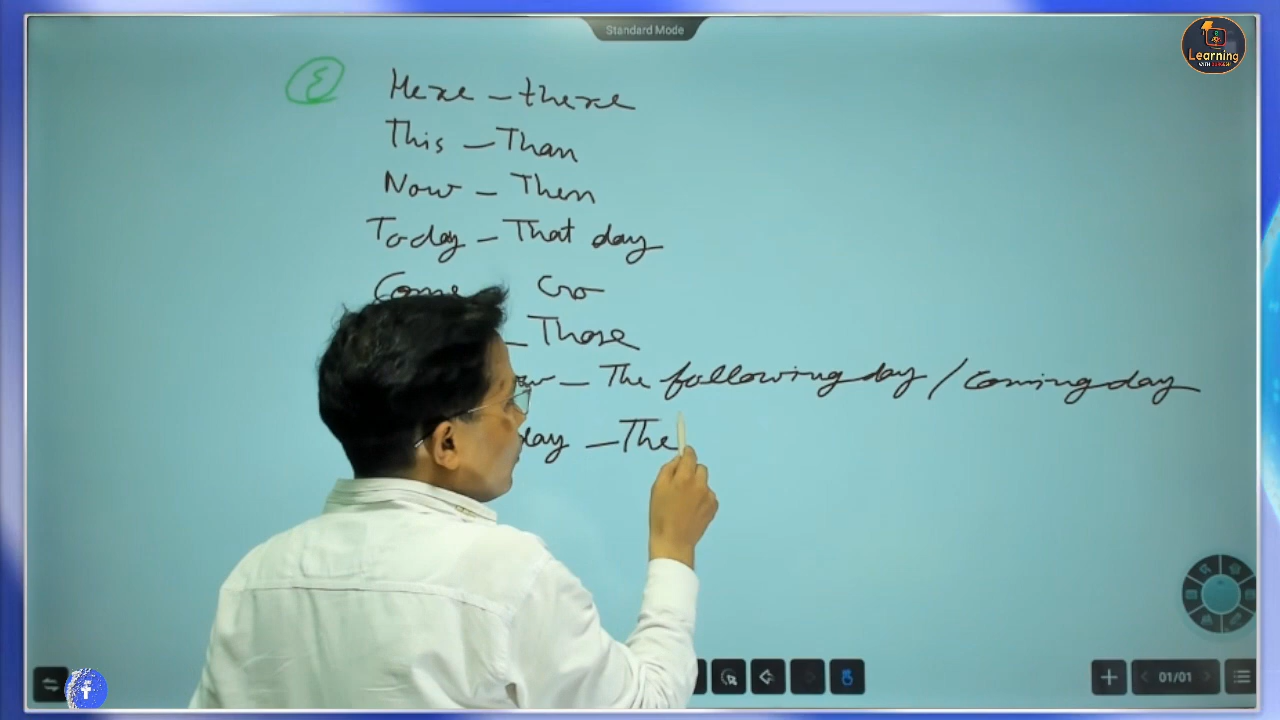 Standard Mode
Learning
Here - there
This - Than
Now - Then
Today - That day
Come Go
- Those
- The following day / Coming day
day - The
01/01
f